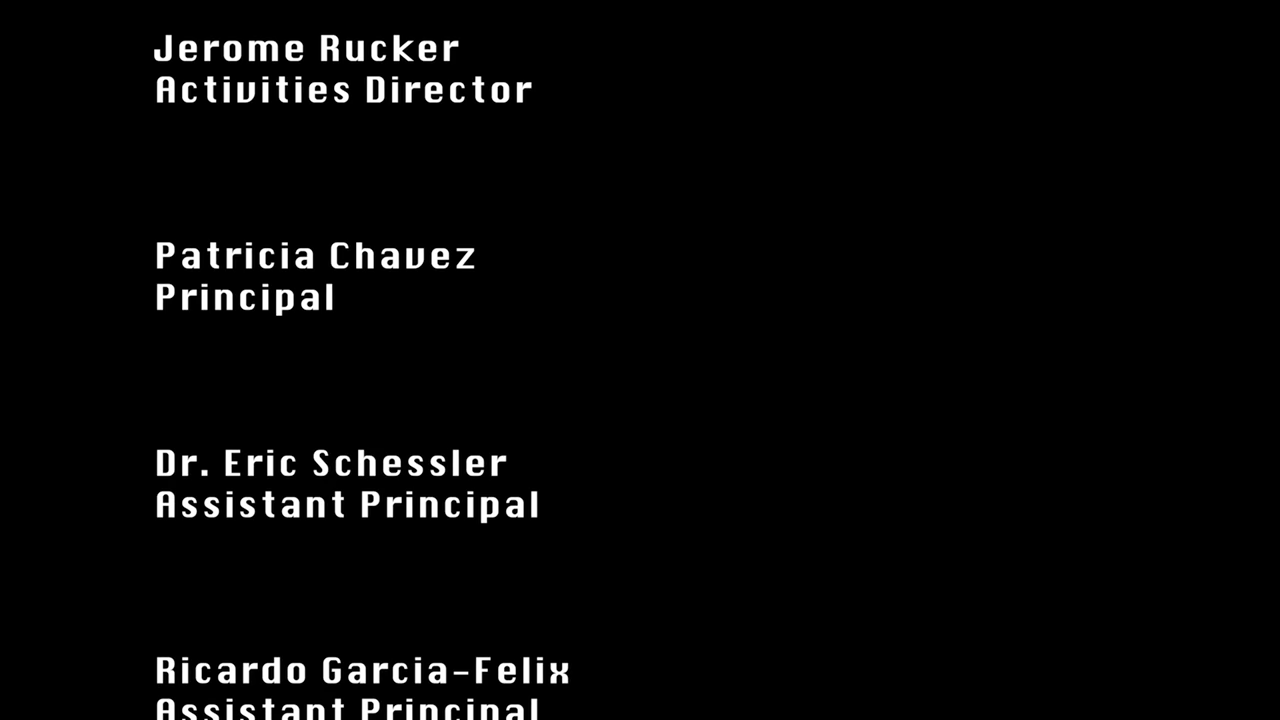 Jerome Rucker
Activities Director
Patricia Chavez
Principal
Dr. Eric Schessler
Assistant Principal
Ricardo Garcia-Felix
Assistant Principal